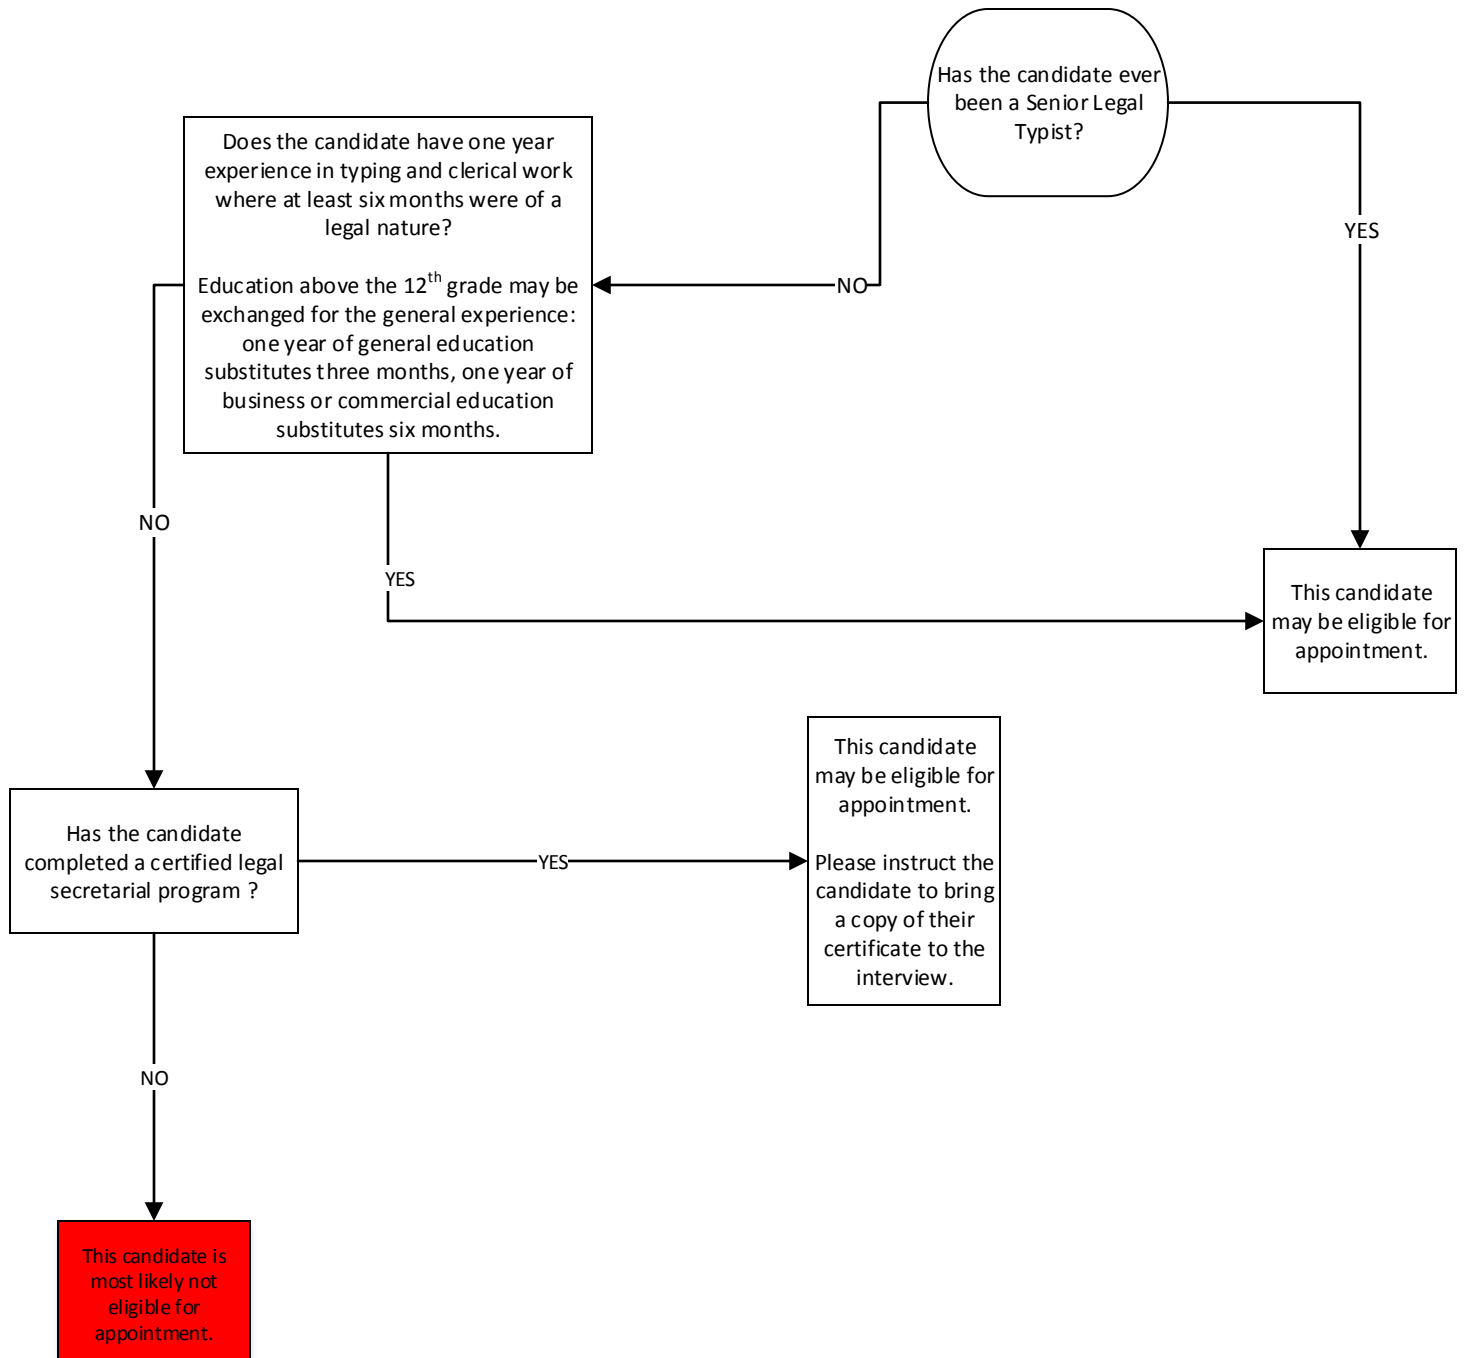 Has the candidate ever
been a Senior Legal
Typist?
Does the candidate have one year
experience in typing and clerical work
where at least six months were of a
legal nature?
Education above the 12th grade may be
exchanged for the general experience:
one year of general education
substitutes three months, one year of
business or commercial education
substitutes six months.
YES
NO
NO
YES
This candidate
may be eligible for
appointment.
This candidate
may be eligible for
appointment.
Please instruct the
candidate to bring
a copy of their
certificate to the
interview.
Has the candidate
completed a certified legal
secretarial program ?
YES
NO
This candidate is
most likely not
eligible for
appointment.